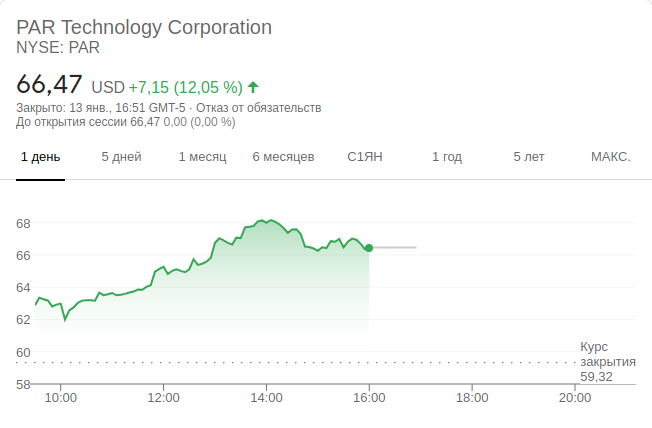 PAR Technology Corporation
NYSE: PAR
66,47 USD +7,15 (12,05 %)
Закрыто: 13 янв., 16:51 GMT-5 · Отказ от обязательств
До открытия сессии 66,47 0,00 (0,00 %)
1 день 5 дней 1 месяц 6 месяцев С1ЯН 1 год 5 лет МАКС.
68
66
64
62
60
Курс
закрытия
59,32
58
10:00 12:00 14:00 16:00 18:00 20:00